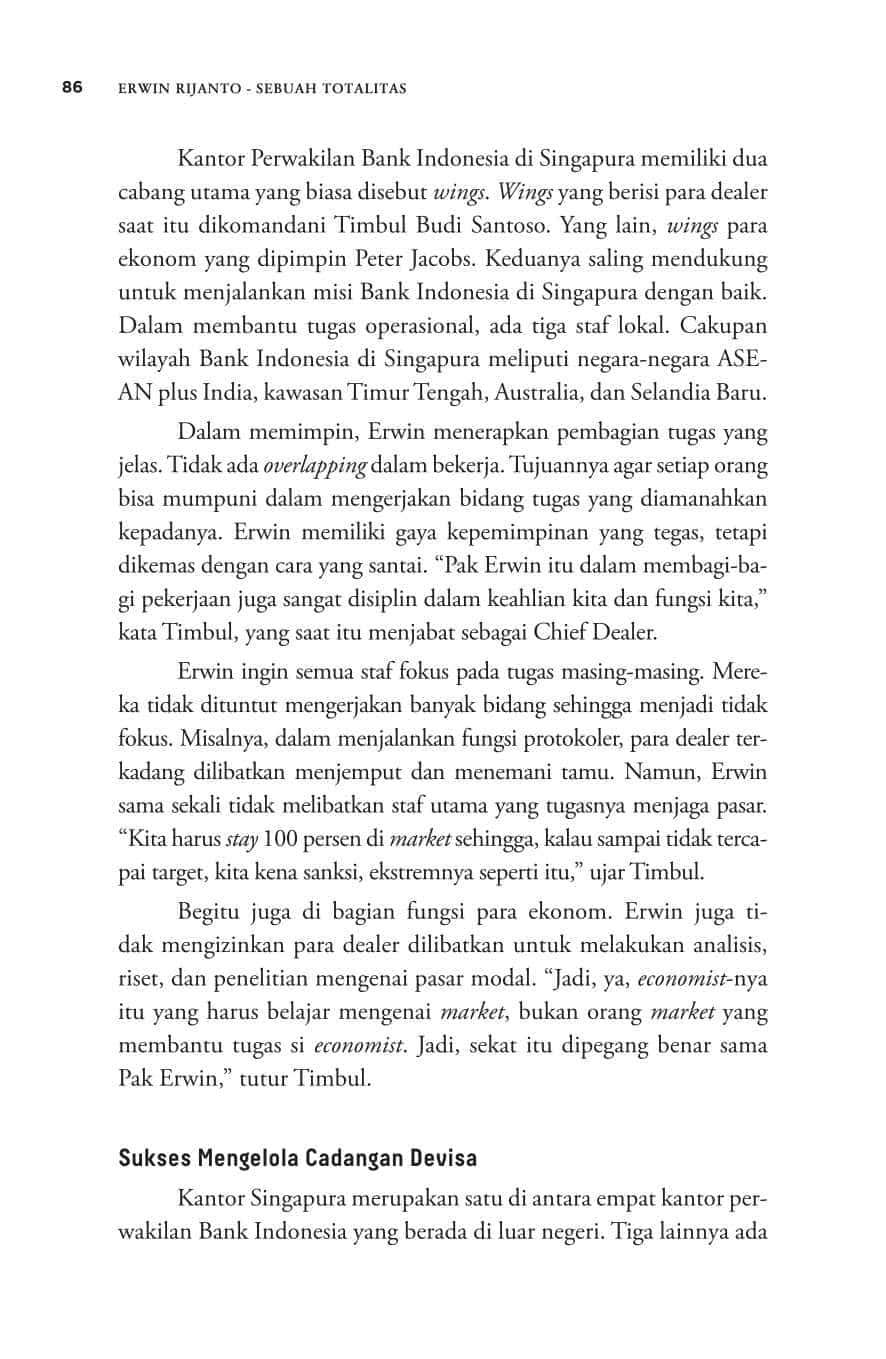 86 ERWIN RIJANTO - SEBUAH TOTALITAS
Kantor Perwakilan Bank Indonesia di Singapura memiliki dua
cabang utama yang biasa disebut wings. Wings yang berisi para dealer
saat itu dikomandani Timbul Budi Santoso. Yang lain, wings para
ekonom yang dipimpin Peter Jacobs. Keduanya saling mendukung
untuk menjalankan misi Bank Indonesia di Singapura dengan baik.
Dalam membantu tugas operasional, ada tiga staf lokal. Cakupan
wilayah Bank Indonesia di Singapura meliputi negara-negara ASE-
AN plus India, kawasan Timur Tengah, Australia, dan Selandia Baru.
Dalam memimpin, Erwin menerapkan pembagian tugas yang
jelas. Tidak ada overlapping dalam bekerja. Tujuannya agar setiap orang
bisa mumpuni dalam mengerjakan bidang tugas yang diamanahkan
kepadanya. Erwin memiliki gaya kepemimpinan yang tegas, tetapi
dikemas dengan cara yang santai. “Pak Erwin itu dalam membagi-ba-
gi pekerjaan juga sangat disiplin dalam keahlian kita dan fungsi kita,”
kata Timbul, yang saat itu menjabat sebagai Chief Dealer.
Erwin ingin semua staf fokus pada tugas masing-masing. Mere-
ka tidak dituntut mengerjakan banyak bidang sehingga menjadi tidak
fokus. Misalnya, dalam menjalankan fungsi protokoler, para dealer ter-
kadang dilibatkan menjemput dan menemani tamu. Namun, Erwin
sama sekali tidak melibatkan staf utama yang tugasnya menjaga pasar.
“Kita harus stay 100 persen di market sehingga, kalau sampai tidak terca-
pai target, kita kena sanksi, ekstremnya seperti itu,” ujar Timbul.
Begitu juga di bagian fungsi para ekonom. Erwin juga ti-
dak mengizinkan para dealer dilibatkan untuk melakukan analisis,
riset, dan penelitian mengenai pasar modal. “Jadi, ya, economist-nya
itu yang harus belajar mengenai market, bukan orang market yang
membantu tugas si economist. Jadi, sekat itu dipegang benar sama
Pak Erwin,” tutur Timbul.
Sukses Mengelola Cadangan Devisa
Kantor Singapura merupakan satu di antara empat kantor per-
wakilan Bank Indonesia yang berada di luar negeri. Tiga lainnya ada